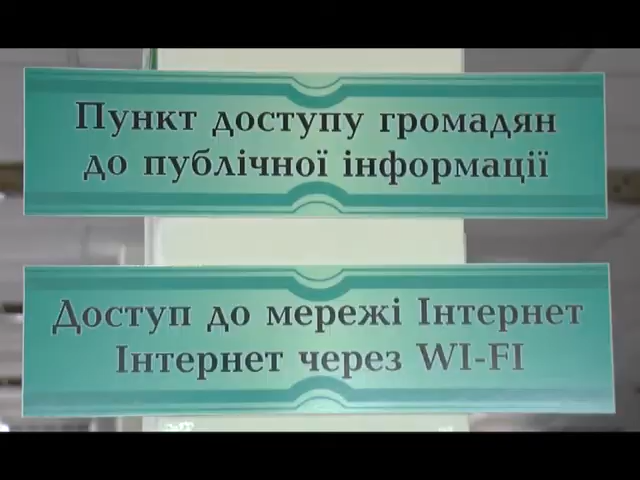 Пункт доступу громадян
до публічної інформації
Доступ до мережі Інтернет
Інтернет через WI-FI